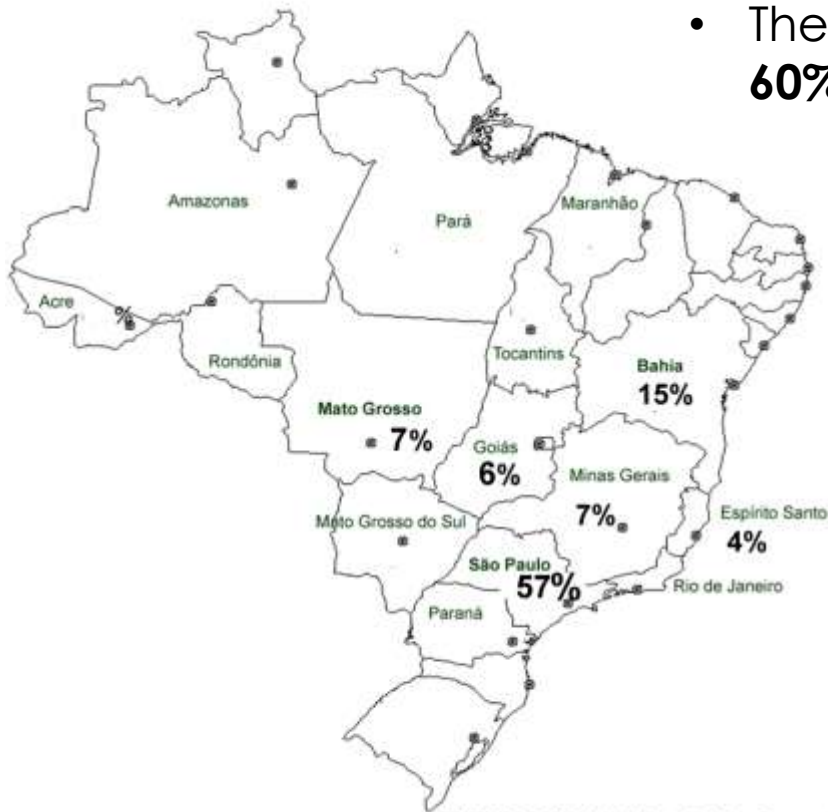 • The
60%
Amazonas
Pará
Maranhão
Acre
%
Rondônia
Tocantins
Bahia
15%
Mato Grosso
7%
Goiás
6%
Minas Gerais
7%
Mato Grosso do Sul
Espírito Santo
4%
São Paulo
57%
Rio de Janeiro
Paraná